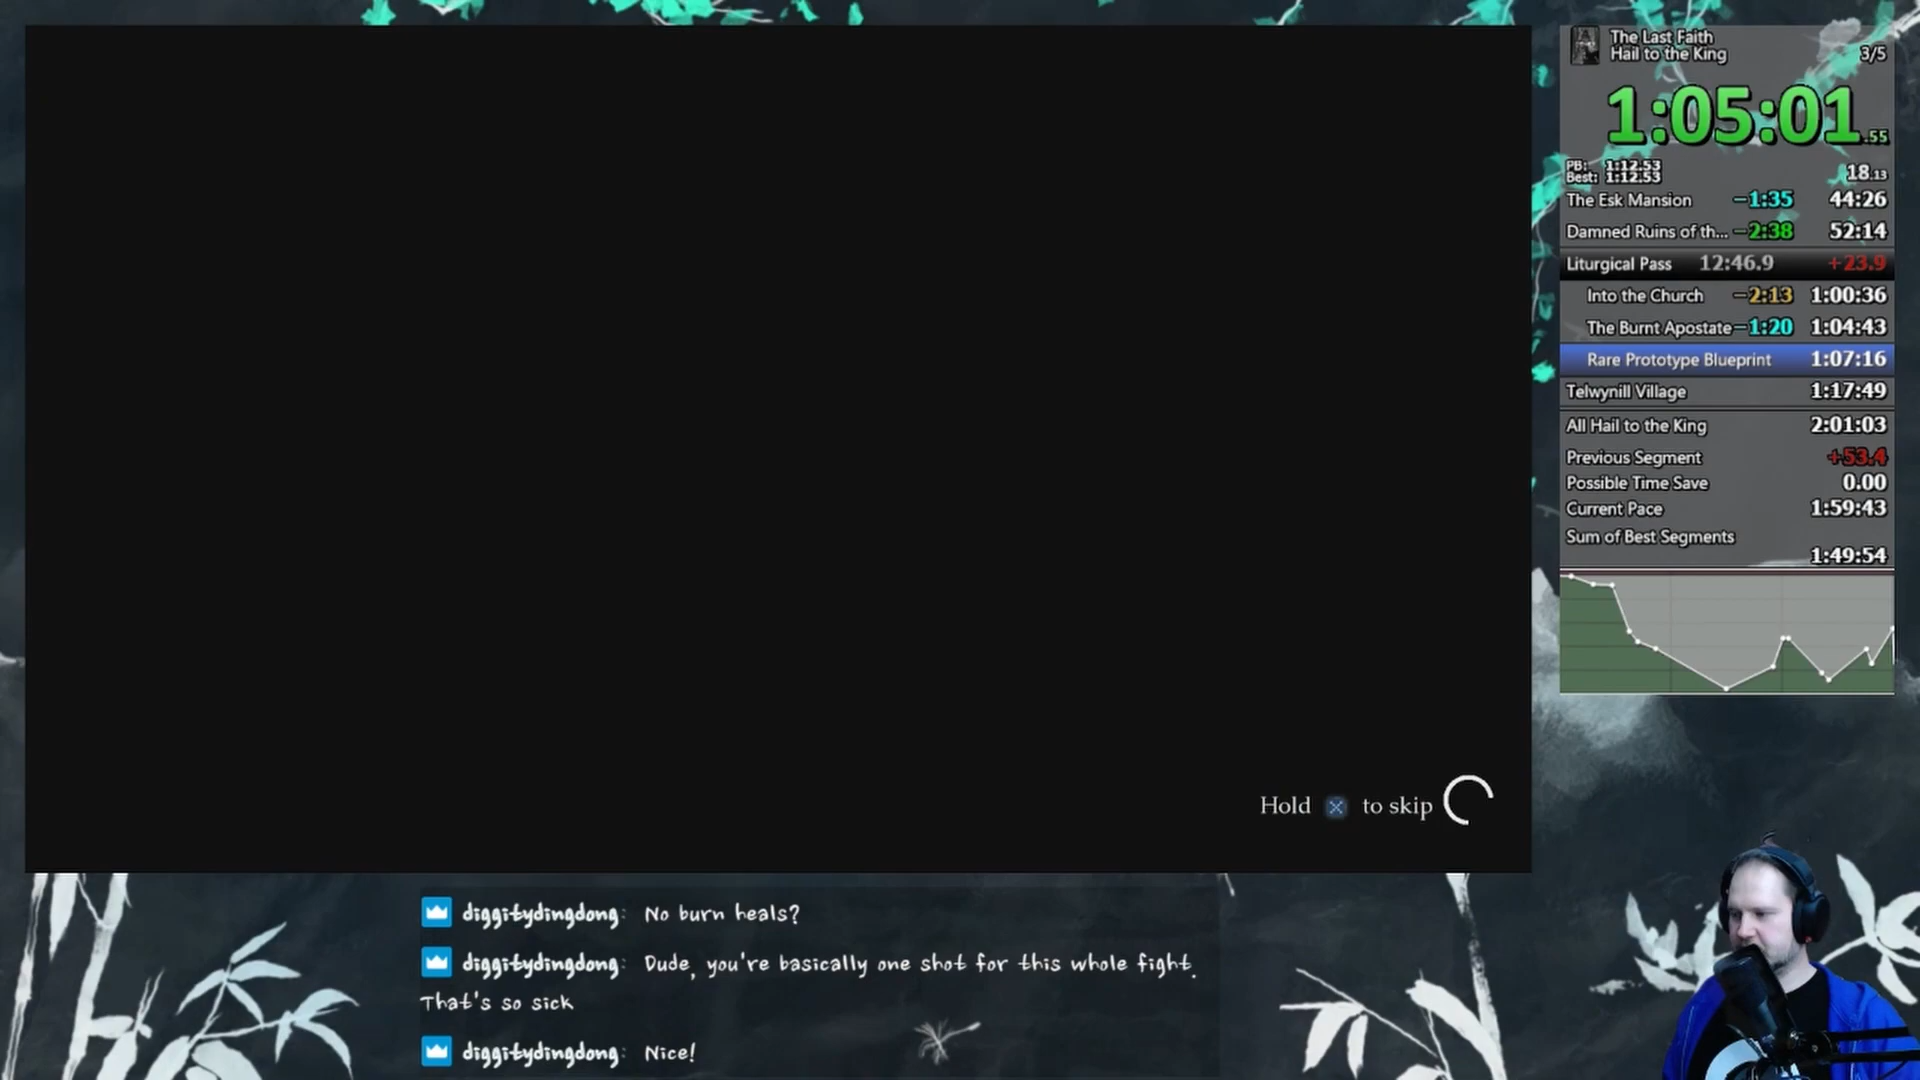 The Last Faith
Hail to the King
3/5
1:05:01.55
PB: 1:12.53
Best: 1:12.53
18.13
The Esk Mansion −1:35 44:26
Damned Ruins of th... −2:38 52:14
Liturgical Pass 12:46.9 +23.9
Into the Church −2:13 1:00:36
The Burnt Apostate −1:20 1:04:43
Rare Prototype Blueprint 1:07:16
Telwynill Village 1:17:49
All Hail to the King 2:01:03
Previous Segment +53.4
Possible Time Save 0.00
Current Pace 1:59:43
Sum of Best Segments
1:49:54
Hold to skip
diggitydingdong: No burn heals?
diggitydingdong: Dude, you're basically one shot for this whole fight.
That's so sick
diggitydingdong: Nice!